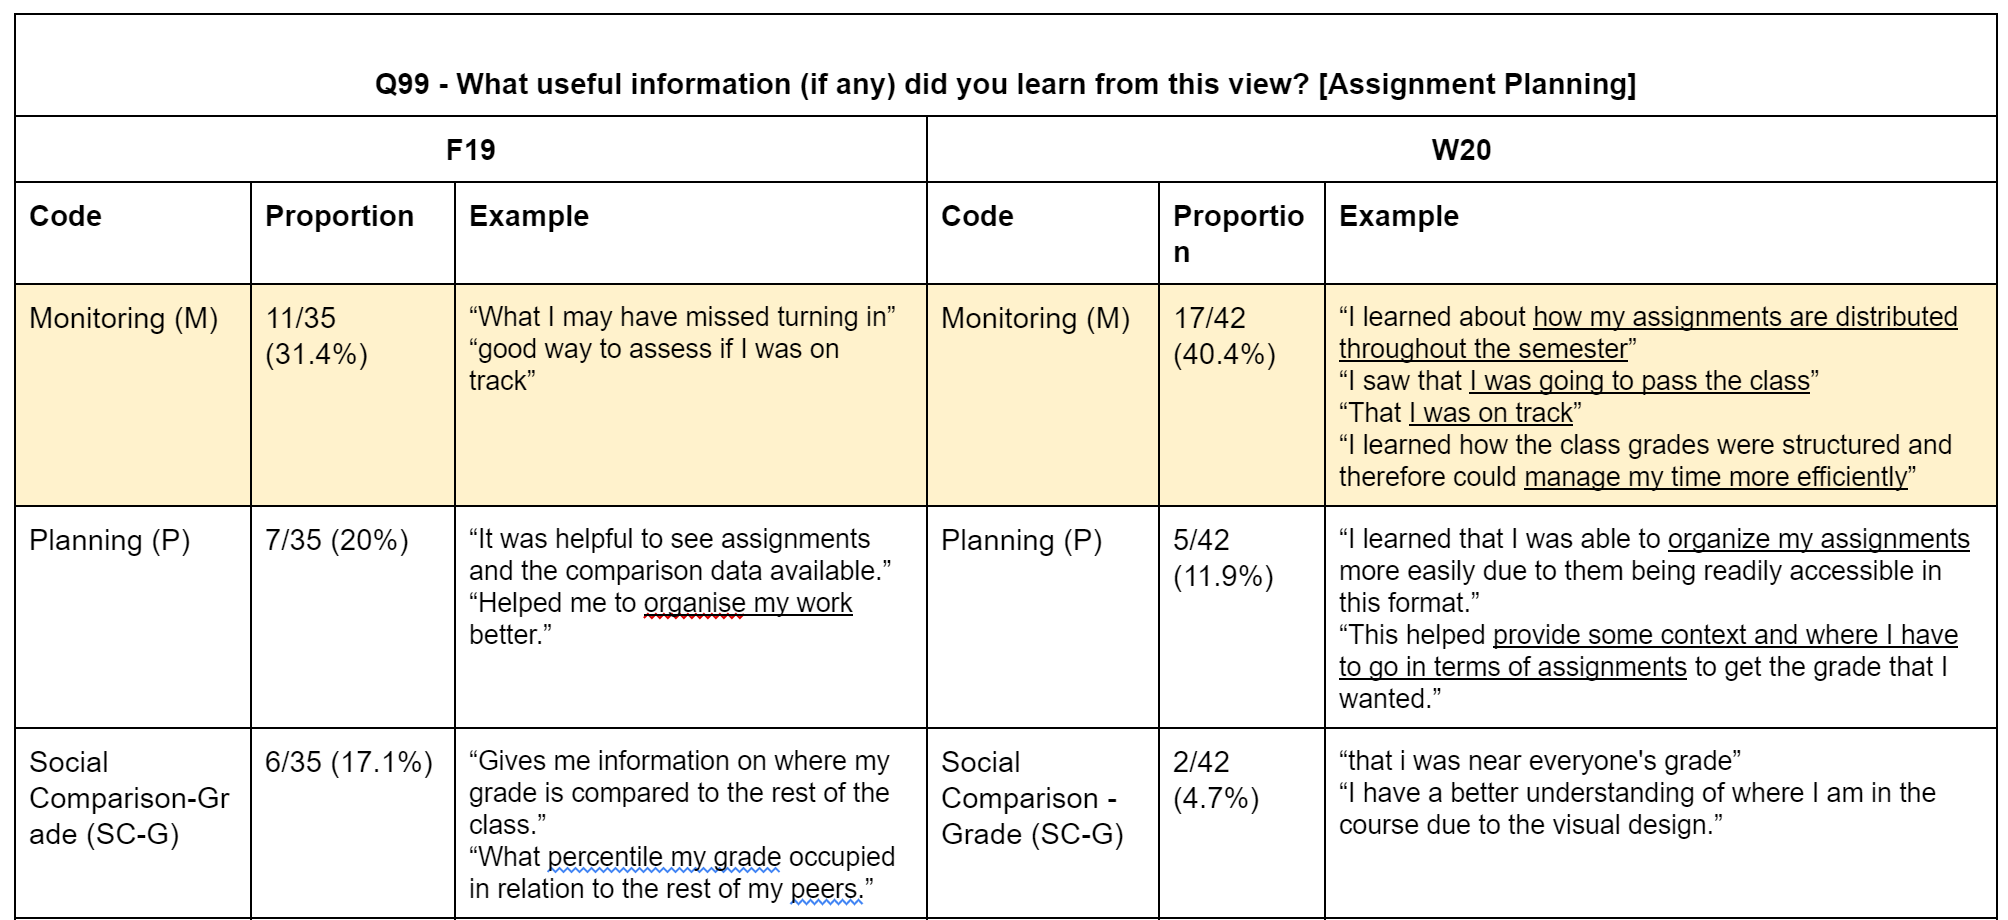 Q99 - What useful information (if any) did you learn from this view? [Assignment Planning]
F19
W20
Code
Proportion
Example
Code
Proportio
n
Example
Monitoring (M)
11/35
(31.4%)
“What I may have missed turning in”
“good way to assess if I was on
track”
Monitoring (M)
17/42
(40.4%)
“I learned about how my assignments are distributed
throughout the semester”
“I saw that I was going to pass the class”
“That I was on track”
“I learned how the class grades were structured and
therefore could manage my time more efficiently”
Planning (P)
7/35 (20%)
“It was helpful to see assignments
and the comparison data available.”
“Helped me to organise my work
better.”
Planning (P)
5/42
(11.9%)
“I learned that I was able to organize my assignments
more easily due to them being readily accessible in
this format.”
“This helped provide some context and where I have
to go in terms of assignments to get the grade that I
wanted.”
Social
Comparison-Gr
ade (SC-G)
6/35 (17.1%)
“Gives me information on where my
grade is compared to the rest of the
class.”
“What percentile my grade occupied
in relation to the rest of my peers.”
Social
Comparison -
Grade (SC-G)
2/42
(4.7%)
“that i was near everyone's grade”
“I have a better understanding of where I am in the
course due to the visual design.”